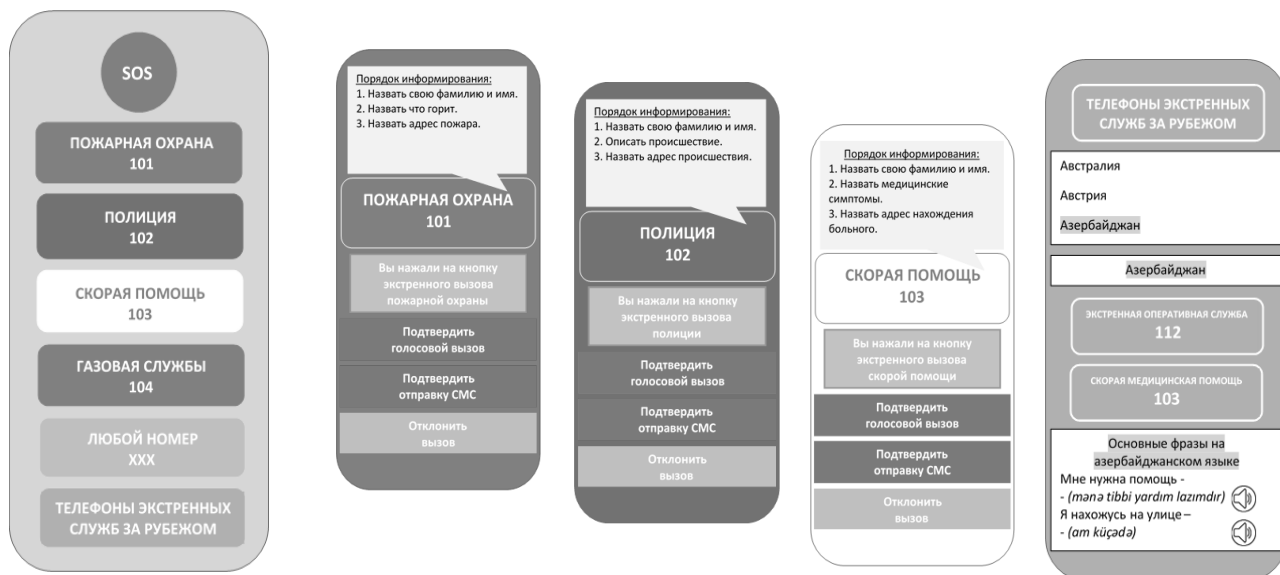 SOS
ПОЖАРНАЯ ОХРАНА
101
ПОЛИЦИЯ
102
СКОРАЯ ПОМОЩЬ
103
ГАЗОВАЯ СЛУЖБЫ
104
ЛЮБОЙ НОМЕР
XXX
ТЕЛЕФОНЫ ЭКСТРЕННЫХ
СЛУЖБ ЗА РУБЕЖОМ
Порядок информирования:
1. Назвать свою фамилию и имя.
2. Назвать что горит.
3. Назвать адрес пожара.
ПОЖАРНАЯ ОХРАНА
101
Вы нажали на кнопку
экстренного вызова
пожарной охраны
Подтвердить
голосовой вызов
Подтвердить
отправку СМС
Отклонить
вызов
Порядок информирования:
1. Назвать свою фамилию и имя.
2. Описать происшествие.
3. Назвать адрес происшествия.
ПОЛИЦИЯ
102
Вы нажали на кнопку
экстренного вызова
полиции
Подтвердить
голосовой вызов
Подтвердить
отправку СМС
Отклонить
вызов
Порядок информирования:
1. Назвать свою фамилию и имя.
2. Назвать медицинские
симптомы.
3. Назвать адрес нахождения
больного.
СКОРАЯ ПОМОЩЬ
103
Вы нажали на кнопку
экстренного вызова
скорой помощи
Подтвердить
голосовой вызов
Подтвердить
отправку СМС
Отклонить
вызов
ТЕЛЕФОНЫ ЭКСТРЕННЫХ
СЛУЖБ ЗА РУБЕЖОМ
Австралия
Австрия
Азербайджан
Азербайджан
ЭКСТРЕННАЯ ОПЕРАТИВНАЯ СЛУЖБА
112
СКОРАЯ МЕДИЦИНСКАЯ ПОМОЩЬ
103
Основные фразы на
азербайджанском языке
Мне нужна помощь -
- (mənə tibbi yardım lazımdır)
Я нахожусь на улице –
- (am küçədə)